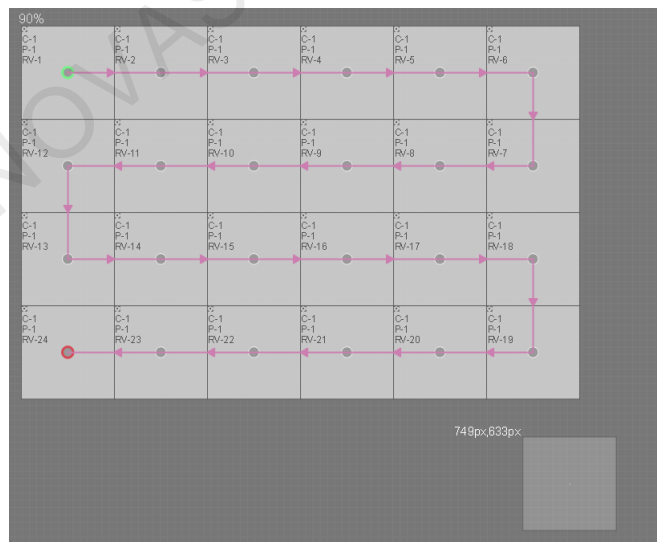 90%
C-1
P-1
RV-1
C-1
P-1
RV-2
C-1
P-1
RV-3
C-1
P-1
RV-4
C-1
P-1
RV-5
C-1
P-1
RV-6
C-1
P-1
RV-12
C-1
P-1
RV-11
C-1
P-1
RV-10
C-1
P-1
RV-9
C-1
P-1
RV-8
C-1
P-1
RV-7
C-1
P-1
RV-13
C-1
P-1
RV-14
C-1
P-1
RV-15
C-1
P-1
RV-16
C-1
P-1
RV-17
C-1
P-1
RV-18
C-1
P-1
RV-24
C-1
P-1
RV-23
C-1
P-1
RV-22
C-1
P-1
RV-21
C-1
P-1
RV-20
C-1
P-1
RV-19
749px,633px